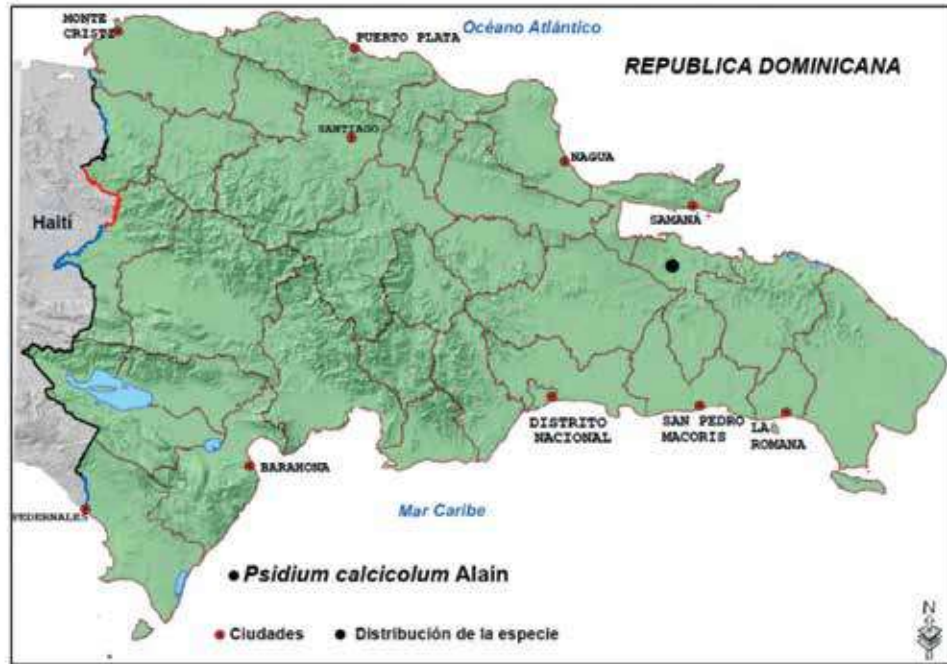 MONTE
CRISTI
Océano Atlántico
PUERTO PLATA
REPUBLICA DOMINICANA
SANTIAGO
NAGUA
Haití
SAMANA
DISTRITO
NACIONAL
SAN PEDRO
MACORIS
LA
ROMANA
BARAHONA
PEDERNALES
Mar Caribe
Psidium calcicolum Alain
Ciudades
Distribución de la especie
N